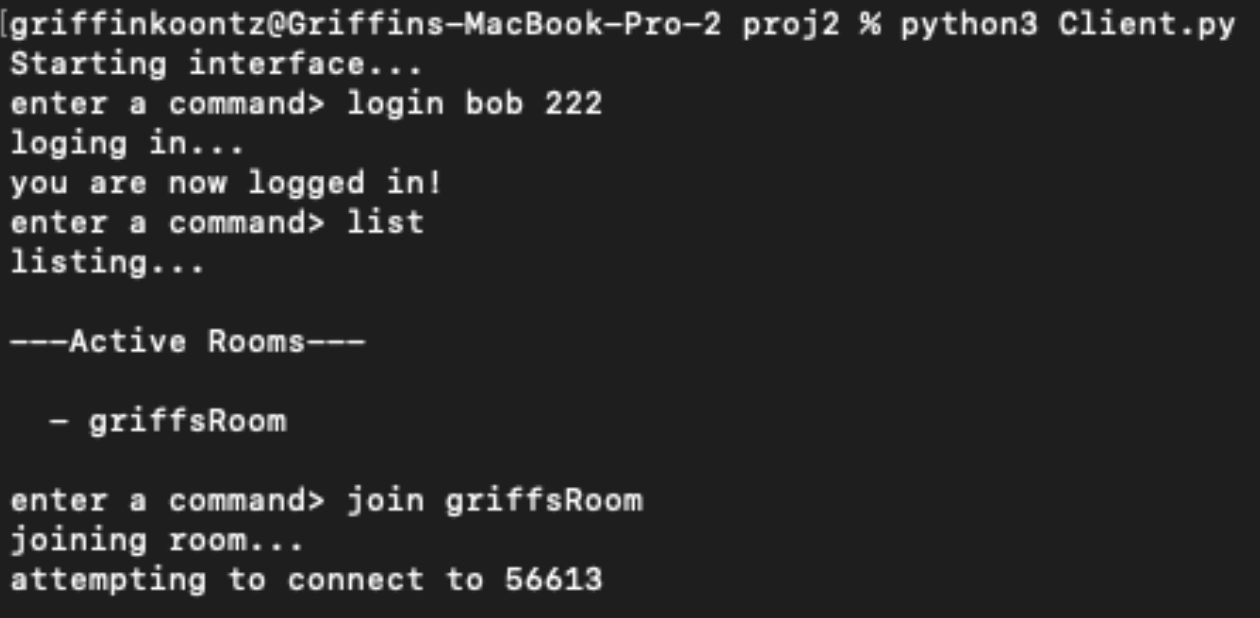 [griffinkoontz@Griffins-MacBook-Pro-2 proj2 % python3 Client.py
Starting interface...
enter a command> login bob 222
loging in...
you are now logged in!
enter a command> list
listing...
---Active Rooms---
- griffsRoom
enter a command> join griffsRoom
joining room...
attempting to connect to 56613